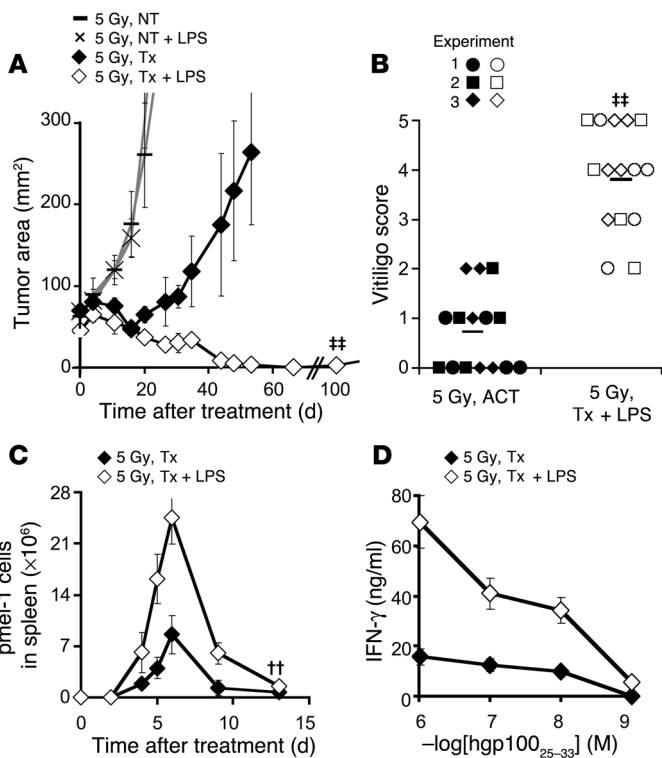 5 Gy, NT
5 Gy, NT + LPS
5 Gy, Tx
5 Gy, Tx + LPS
A
300
200
100
0
Tumor area (mm²)
0 20 40 60 100
‡‡
Time after treatment (d)
B
Experiment
1
2
3
‡‡
5
4
3
2
1
0
Vitiligo score
5 Gy, ACT
5 Gy,
Tx + LPS
C
5 Gy, Tx
5 Gy, Tx + LPS
28
21
14
7
0
pmel-1 cells
in spleen (×10⁶)
††
0 5 10 15
Time after treatment (d)
D
5 Gy, Tx
5 Gy, Tx + LPS
80
60
40
20
0
IFN-γ (ng/ml)
6 7 8 9
–log[hgp100₂₅₋₃₃] (M)